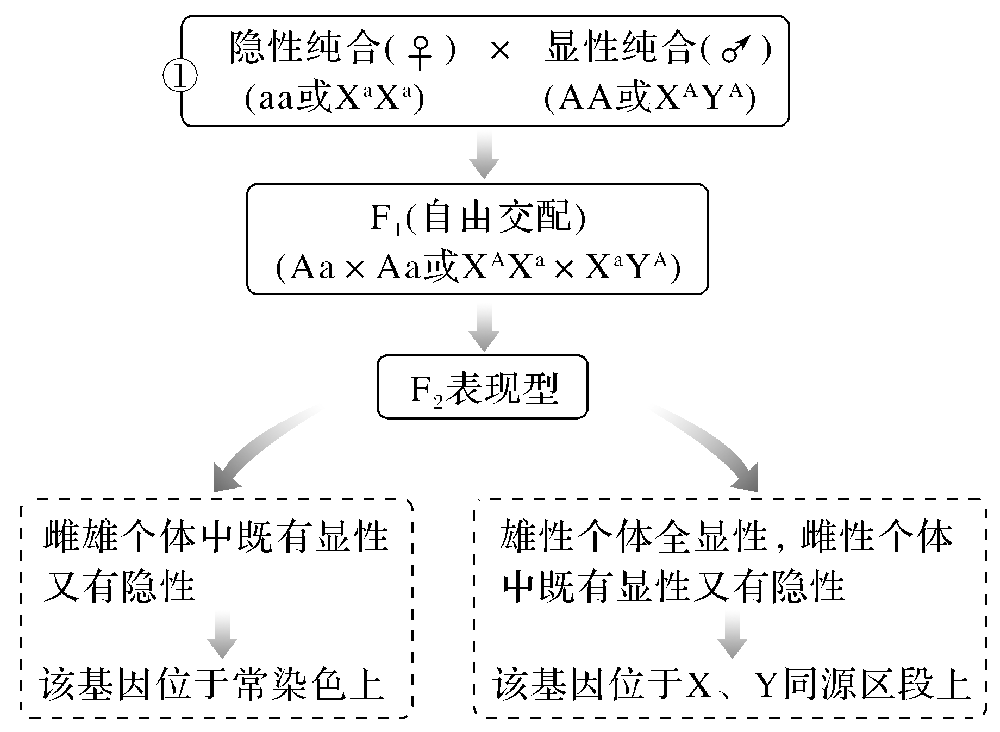 ①
隐性纯合(♀) × 显性纯合(♂)
(aa或XᵃXᵃ) (AA或XᴬYᴬ)
F₁(自由交配)
(Aa × Aa或XᴬXᵃ × XᵃYᴬ)
F₂表现型
雌雄个体中既有显性
又有隐性
该基因位于常染色上
雄性个体全显性, 雌性个体
中既有显性又有隐性
该基因位于X、Y同源区段上